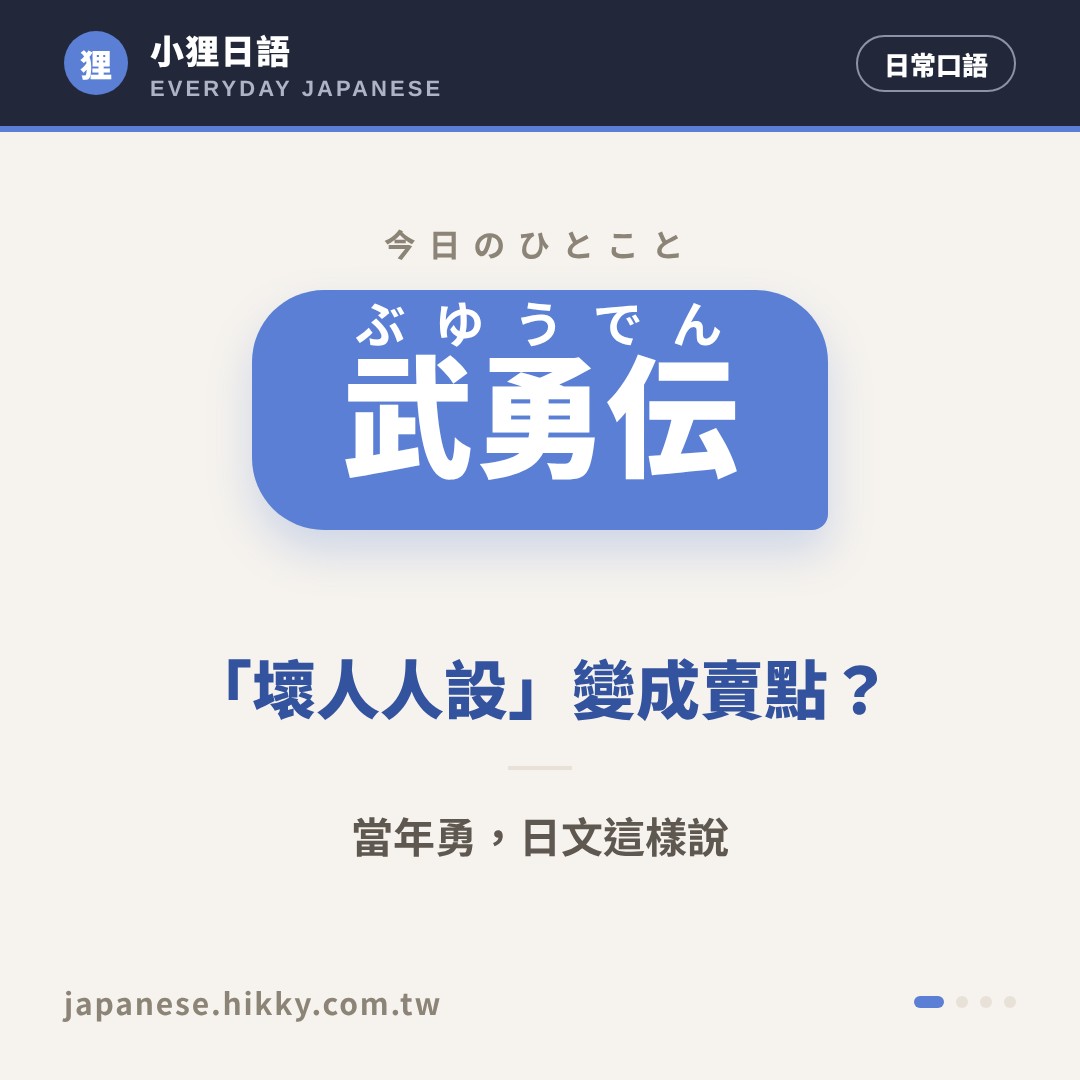 狸
小狸日語
EVERYDAY JAPANESE
日常口語
今日のひとこと
ぶゆうでん
武勇伝
「壞人人設」變成賣點？
當年勇，日文這樣說
japanese.hikky.com.tw